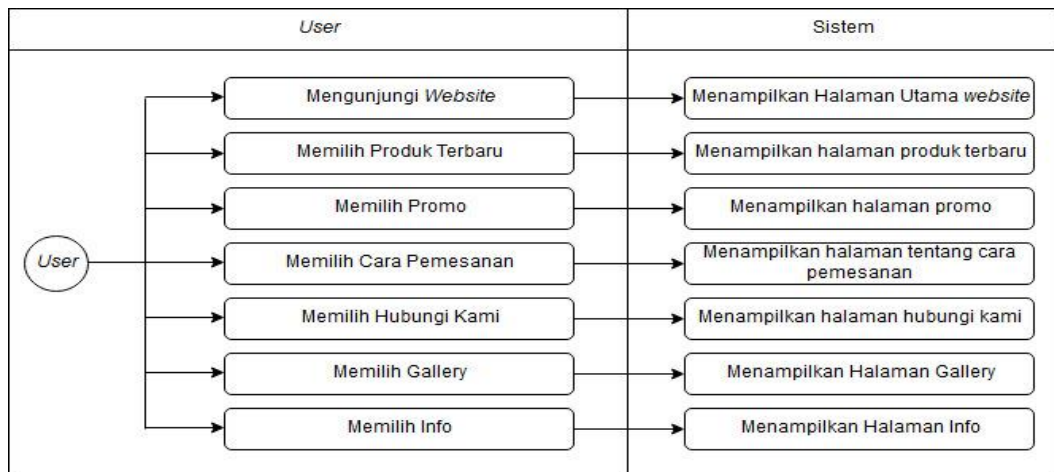 User
Sistem
Mengunjungi Website
Menampilkan Halaman Utama website
Memilih Produk Terbaru
Menampilkan halaman produk terbaru
Memilih Promo
Menampilkan halaman promo
User
Memilih Cara Pemesanan
Menampilkan halaman tentang cara
pemesanan
Memilih Hubungi Kami
Menampilkan halaman hubungi kami
Memilih Gallery
Menampilkan Halaman Gallery
Memilih Info
Menampilkan Halaman Info